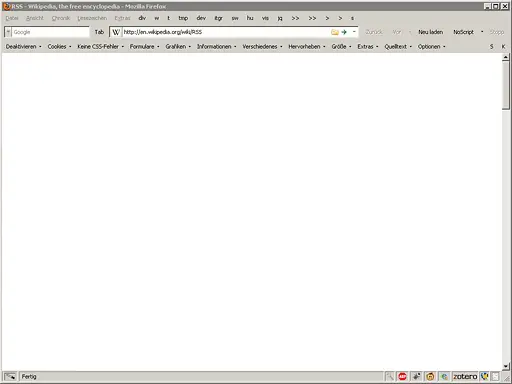 RSS - Wikipedia, the free encyclopedia - Mozilla Firefox
Datei Ansicht Chronik Lesezeichen Extras div w t tmp dev itgr sw hu vis jq >> >> > > s
Google Tab W http://en.wikipedia.org/wiki/RSS Zurück Vor Neu laden NoScript Stopp
Deaktivieren Cookies Keine CSS-Fehler Formulare Grafiken Informationen Verschiedenes Hervorheben Größe Extras Quelltext Optionen S K
Fertig ABP zotero